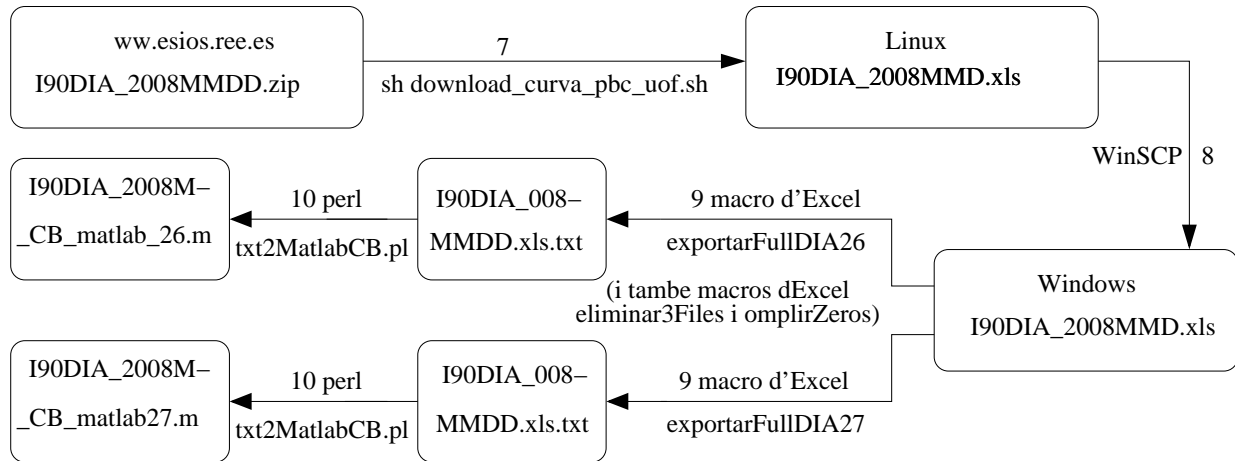 ww.esios.ree.es
I90DIA_2008MMDD.zip
7
sh download_curva_pbc_uof.sh
Linux
I90DIA_2008MMD.xls
WinSCP 8
I90DIA_2008M–
_CB_matlab_26.m
10 perl
txt2MatlabCB.pl
I90DIA_008–
MMDD.xls.txt
9 macro d’Excel
exportarFullDIA26
(i tambe macros dExcel
eliminar3Files i omplirZeros)
Windows
I90DIA_2008MMD.xls
I90DIA_2008M–
_CB_matlab27.m
10 perl
txt2MatlabCB.pl
I90DIA_008–
MMDD.xls.txt
9 macro d’Excel
exportarFullDIA27